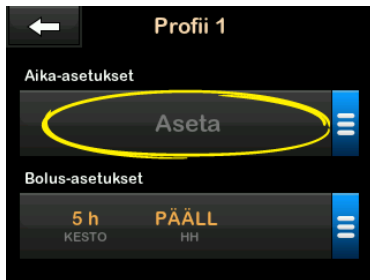 Profii 1
Aika-asetukset
Aseta
Bolus-asetukset
5 h PÄÄLL
KESTO HH